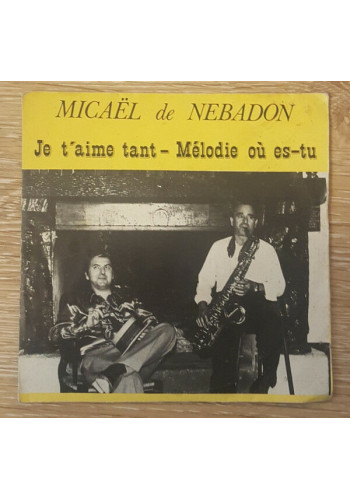 MICAËL de NEBADON
Je t'aime tant - Mélodie où es-tu